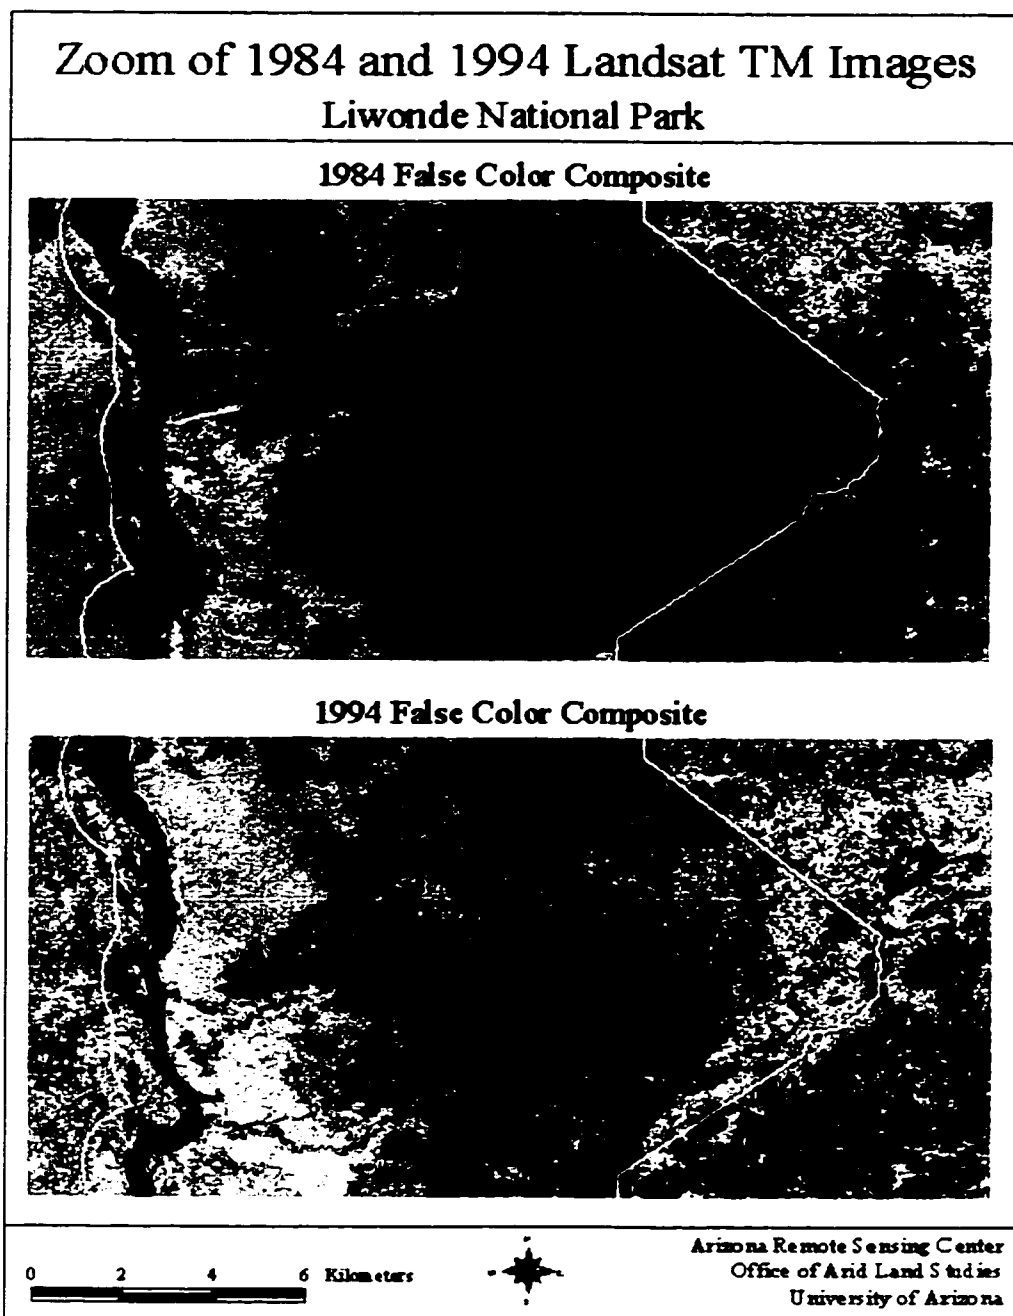 Zoom of 1984 and 1994 Landsat TM Images
Liwonde National Park
1984 False Color Composite
1994 False Color Composite
0 2 4 6 Kilometers
Arizona Remote Sensing Center
Office of Arid Land Studies
University of Arizona